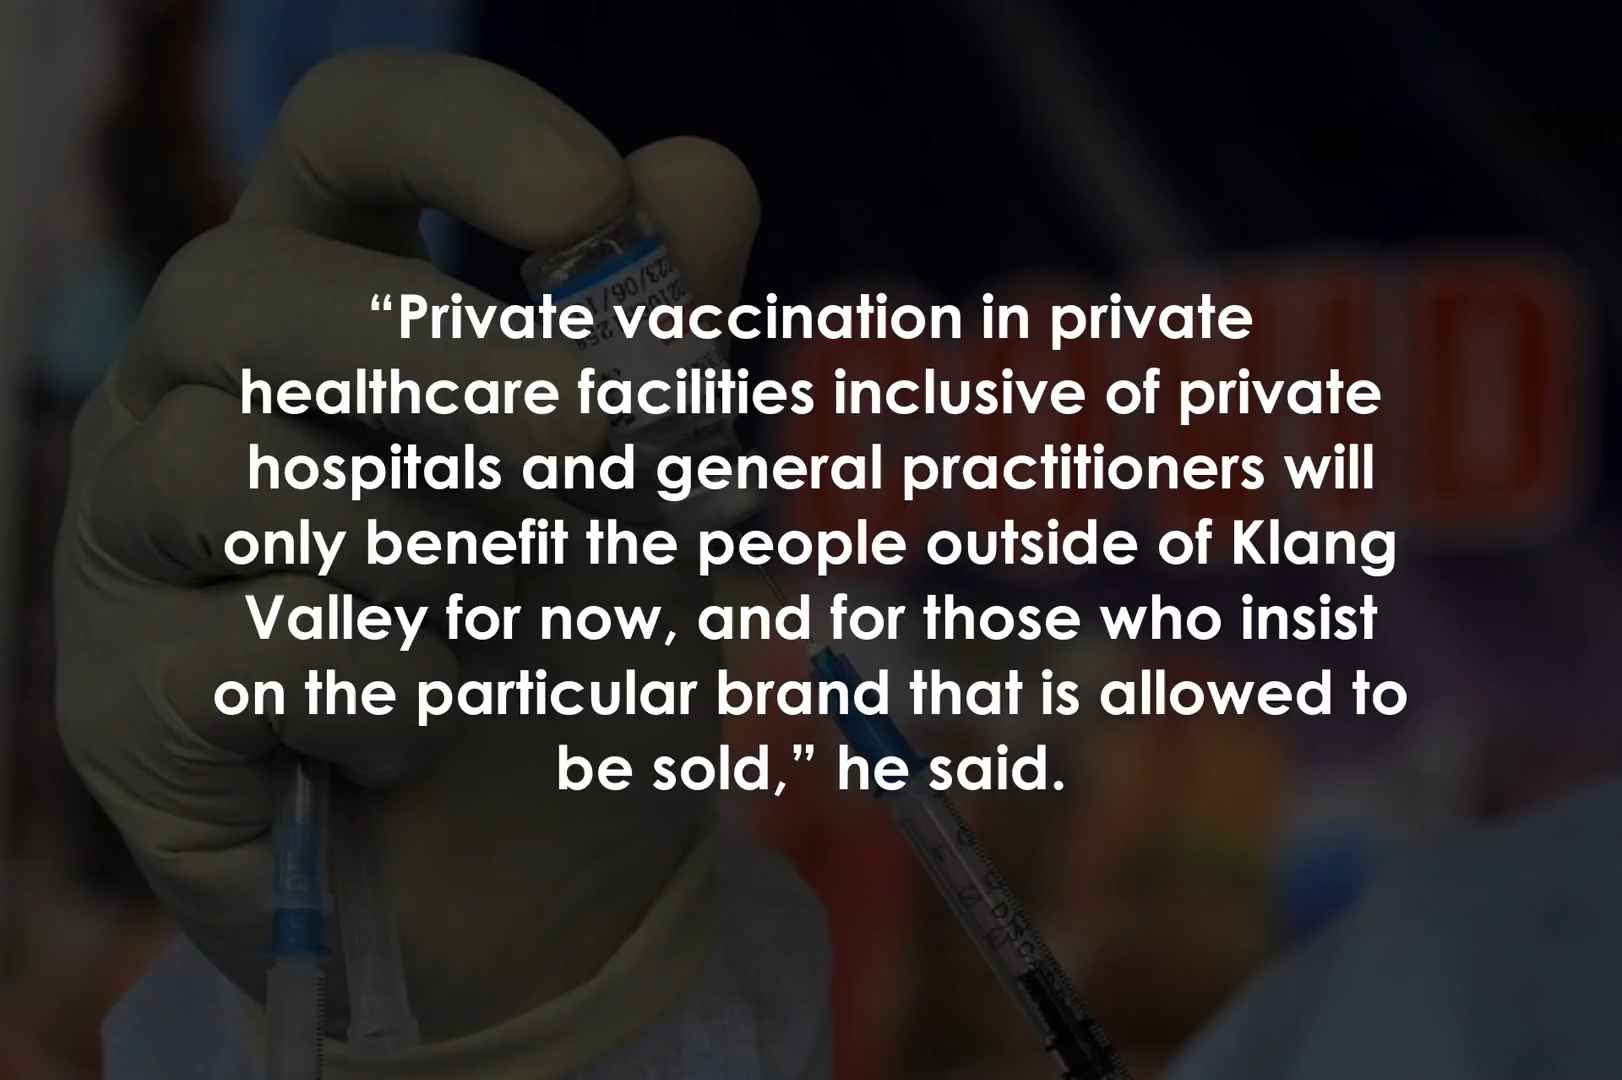 “Private vaccination in private
healthcare facilities inclusive of private
hospitals and general practitioners will
only benefit the people outside of Klang
Valley for now, and for those who insist
on the particular brand that is allowed to
be sold,” he said.